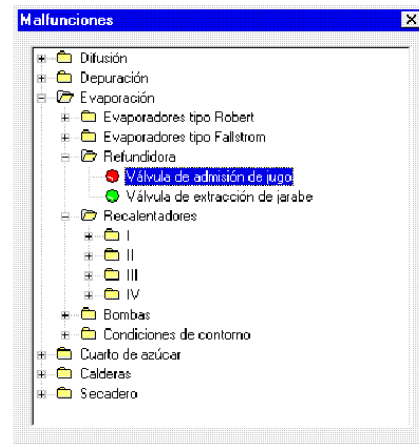 Malfunciones
Difusión
Depuración
Evaporación
Evaporadores tipo Robert
Evaporadores tipo Fallstrom
Refundidora
Válvula de admisión de jugo
Válvula de extracción de jarabe
Recalentadores
I
II
III
IV
Bombas
Condiciones de contorno
Cuarto de azúcar
Calderas
Secadero